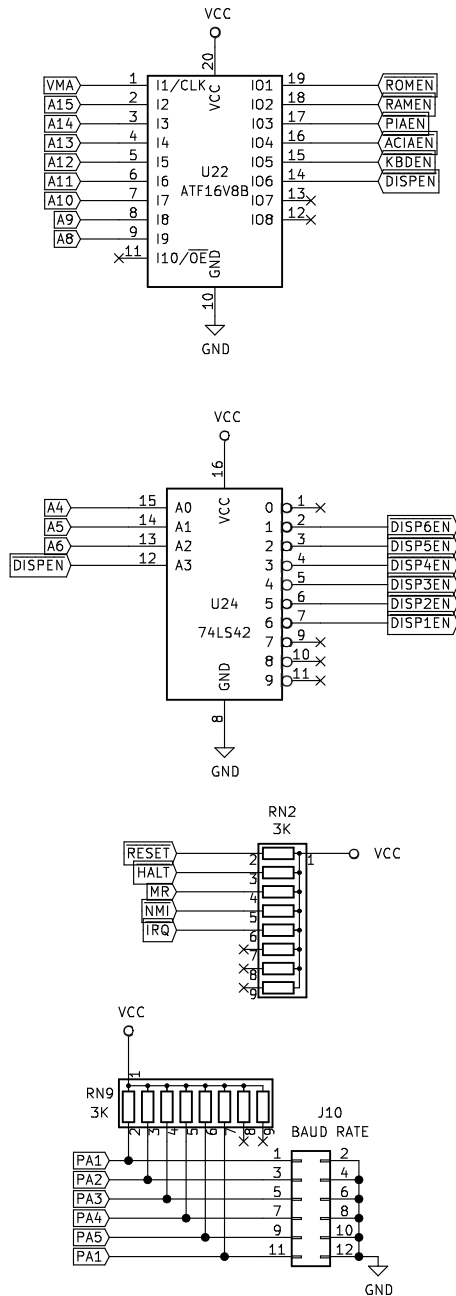 VCC
20
VMA 1 I1/CLK VCC IO1 19 ROMEN
A15 2 I2 IO2 18 RAMEN
A14 3 I3 IO3 17 PIAEN
A13 4 I4 IO4 16 ACIAEN
A12 5 I5 IO5 15 KBDEN
A11 6 I6 U22 IO6 14 DISPEN
A10 7 I7 ATF16V8B IO7 13
A9 8 I8 IO8 12
A8 9 I9
11 I10/OE GND
10
GND
VCC
16
A4 15 A0 VCC 0 1
A5 14 A1 1 2 DISP6EN
A6 13 A2 2 3 DISP5EN
DISPEN 12 A3 3 4 DISP4EN
4 5 DISP3EN
U24 5 6 DISP2EN
74LS42 6 7 DISP1EN
7 9
8 10
GND 9 11
8
GND
RN2
3K
RESET 2 1 VCC
HALT 3
MR 4
NMI 5
IRQ 6
7
8
9
VCC
1
RN9
3K
2 3 4 5 6 7 8 9
J10
BAUD RATE
PA1 1 2
PA2 3 4
PA3 5 6
PA4 7 8
PA5 9 10
PA1 11 12
GND